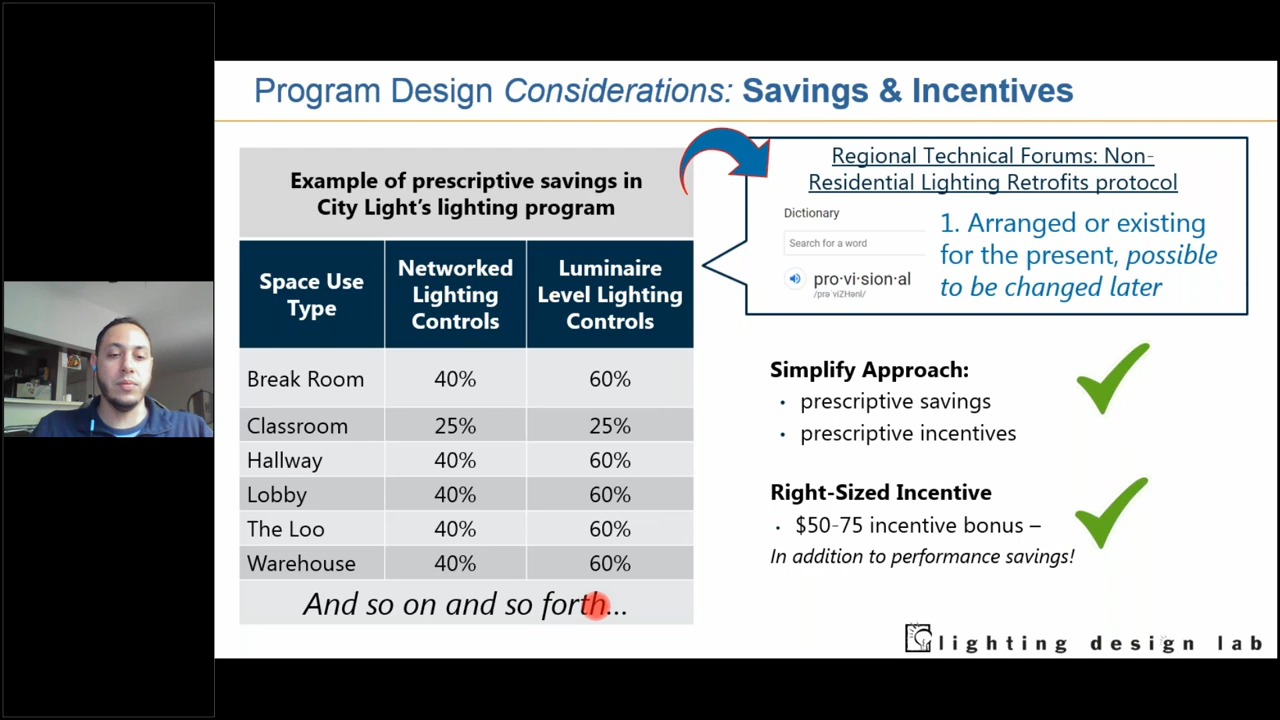 Program Design Considerations: Savings & Incentives
Example of prescriptive savings in
City Light's lighting program
Space Use
Type
Networked
Lighting
Controls
Luminaire
Level Lighting
Controls
Break Room 40% 60%
Classroom 25% 25%
Hallway 40% 60%
Lobby 40% 60%
The Loo 40% 60%
Warehouse 40% 60%
And so on and so forth...
Regional Technical Forums: Non-
Residential Lighting Retrofits protocol
Dictionary
Search for a word
pro·vi·sion·al
/prəˈviZHənl/
1. Arranged or existing
for the present, possible
to be changed later
Simplify Approach:
• prescriptive savings
• prescriptive incentives
Right-Sized Incentive
• $50-75 incentive bonus –
In addition to performance savings!
lighting design lab